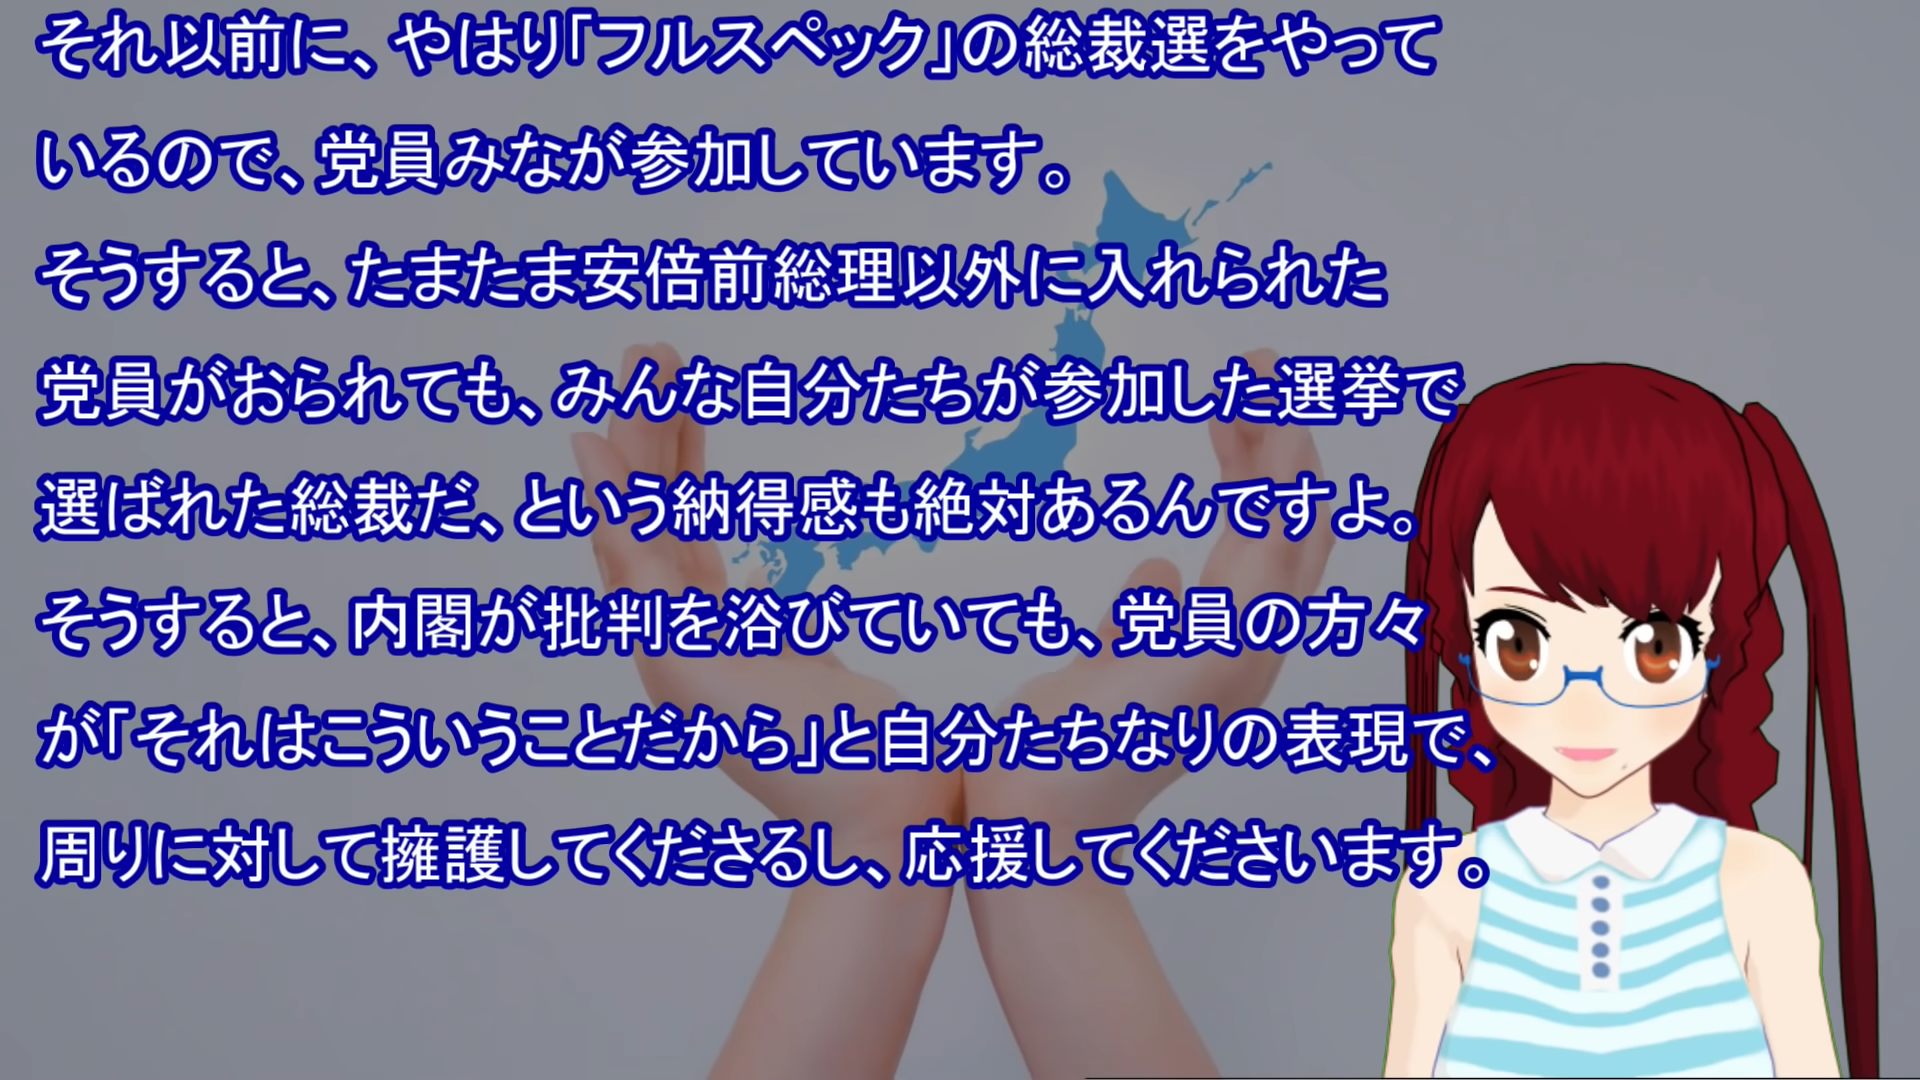 それ以前に、やはり「フルスペック」の総裁選をやって
いるので、党員みなが参加しています。
そうすると、たまたま安倍前総理以外に入れられた
党員がおられても、みんな自分たちが参加した選挙で
選ばれた総裁だ、という納得感も絶対あるんですよ。
そうすると、内閣が批判を浴びていても、党員の方々
が「それはこういうことだから」と自分たちなりの表現で、
周りに対して擁護してくださるし、応援してくださいます。